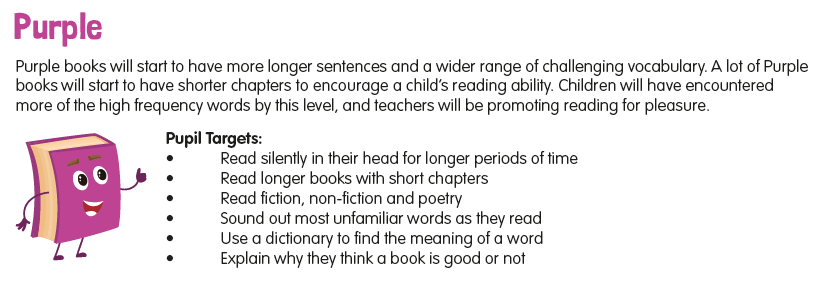 Purple
Purple books will start to have more longer sentences and a wider range of challenging vocabulary. A lot of Purple
books will start to have shorter chapters to encourage a child's reading ability. Children will have encountered
more of the high frequency words by this level, and teachers will be promoting reading for pleasure.
Pupil Targets:
• Read silently in their head for longer periods of time
• Read longer books with short chapters
• Read fiction, non-fiction and poetry
• Sound out most unfamiliar words as they read
• Use a dictionary to find the meaning of a word
• Explain why they think a book is good or not